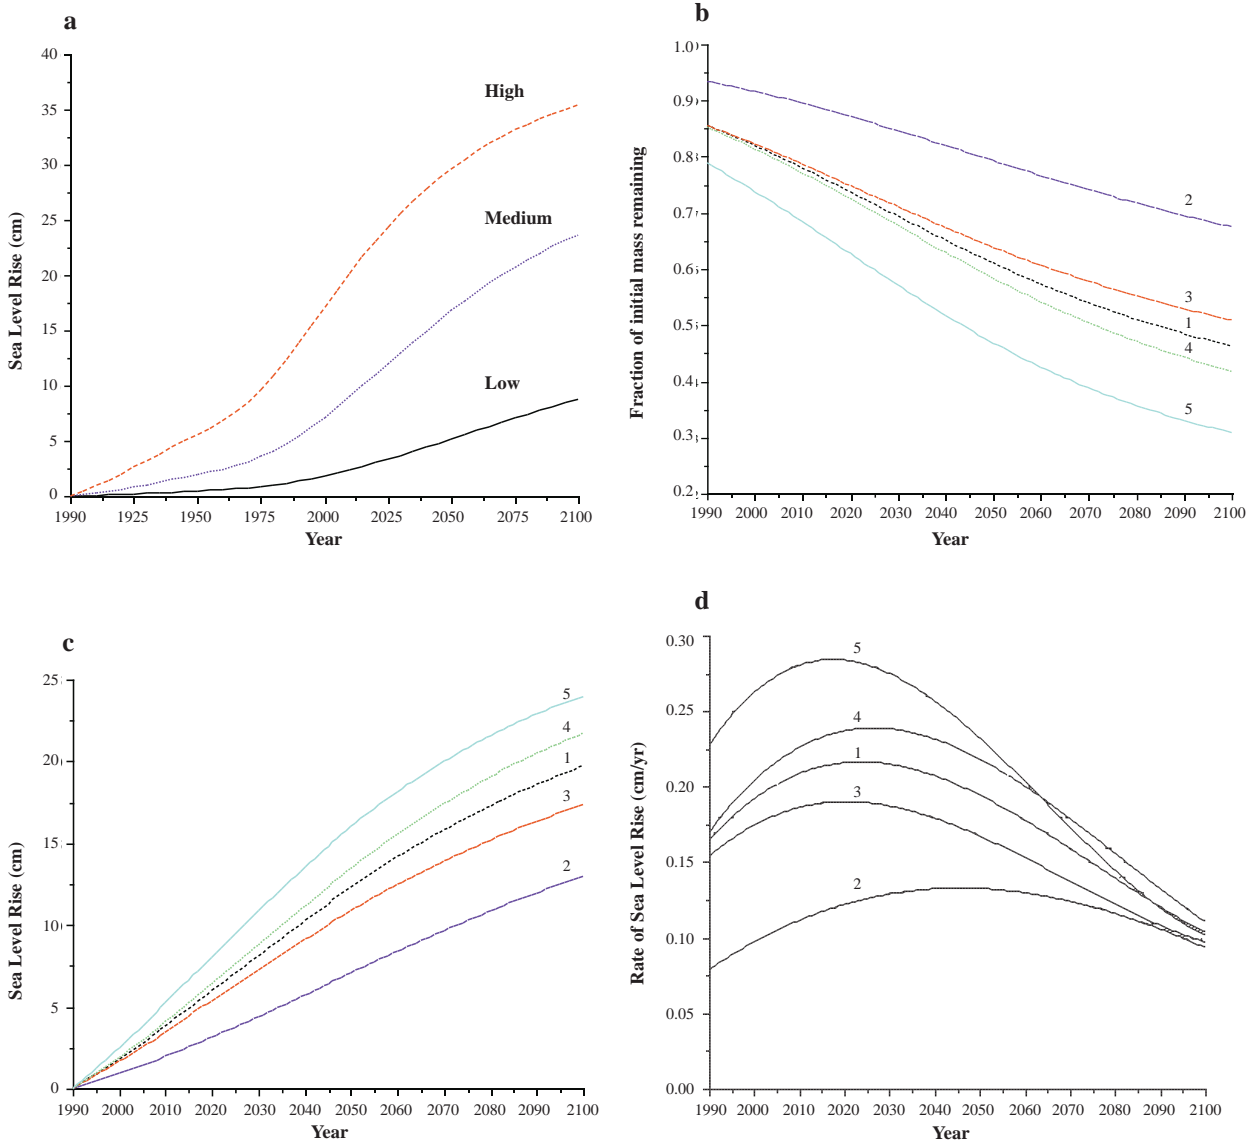 a
40
35
30
25
20
15
10
5
0
Sea Level Rise (cm)
High
Medium
Low
1990 1925 1950 1975 2000 2025 2050 2075 2100
Year
b
1.0
0.9
0.8
0.7
0.6
0.5
0.4
0.3
0.2
Fraction of initial mass remaining
2
3
1
4
5
1990 2000 2010 2020 2030 2040 2050 2060 2070 2080 2090 2100
Year
c
25
20
15
10
5
0
Sea Level Rise (cm)
5
4
1
3
2
1990 2000 2010 2020 2030 2040 2050 2060 2070 2080 2090 2100
Year
d
0.30
0.25
0.20
0.15
0.10
0.05
0.00
Rate of Sea Level Rise (cm/yr)
5
4
1
3
2
1990 2000 2010 2020 2030 2040 2050 2060 2070 2080 2090 2100
Year